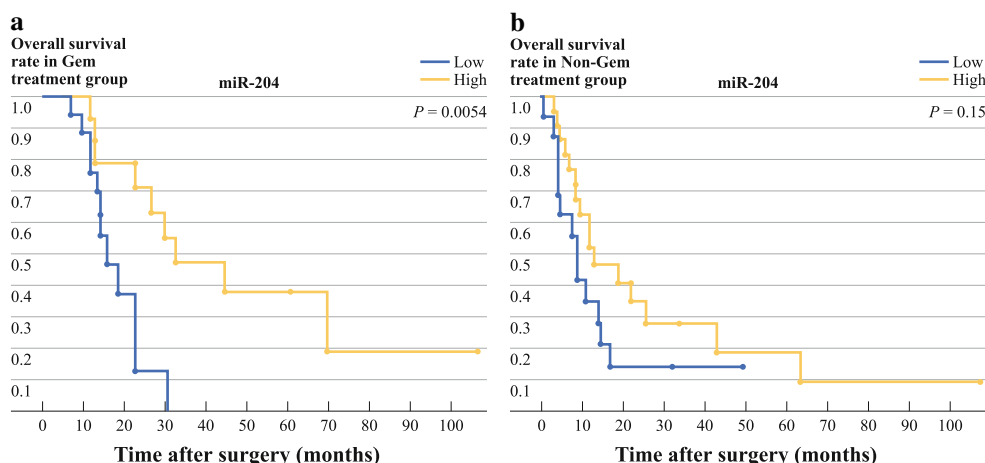 a
Overall survival
rate in Gem
treatment group
miR-204
Low
High
P = 0.0054
1.0
0.9
0.8
0.7
0.6
0.5
0.4
0.3
0.2
0.1
0 10 20 30 40 50 60 70 80 90 100
Time after surgery (months)
b
Overall survival
rate in Non-Gem
treatment group
miR-204
Low
High
P = 0.15
1.0
0.9
0.8
0.7
0.6
0.5
0.4
0.3
0.2
0.1
0 10 20 30 40 50 60 70 80 90 100
Time after surgery (months)